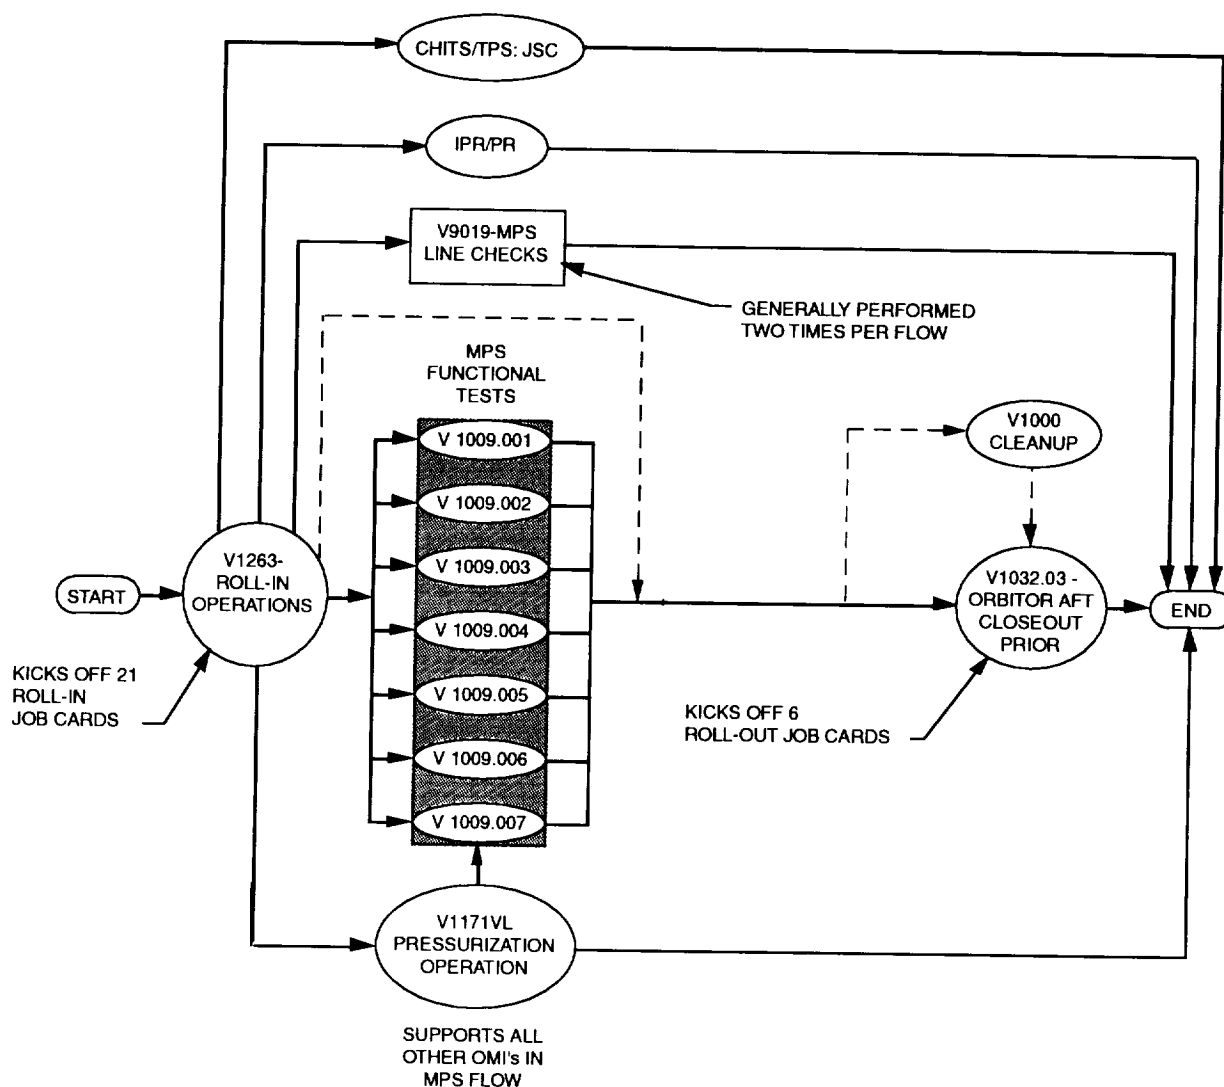 CHITS/TPS: JSC
IPR/PR
V9019-MPS
LINE CHECKS
GENERALLY PERFORMED
TWO TIMES PER FLOW
MPS
FUNCTIONAL
TESTS
V 1009.001
V 1009.002
V 1009.003
V 1009.004
V 1009.005
V 1009.006
V 1009.007
V1000
CLEANUP
START
V1263-
ROLL-IN
OPERATIONS
V1032.03 -
ORBITOR AFT
CLOSEOUT
PRIOR
END
KICKS OFF 21
ROLL-IN
JOB CARDS
KICKS OFF 6
ROLL-OUT JOB CARDS
V1171VL
PRESSURIZATION
OPERATION
SUPPORTS ALL
OTHER OMI's IN
MPS FLOW